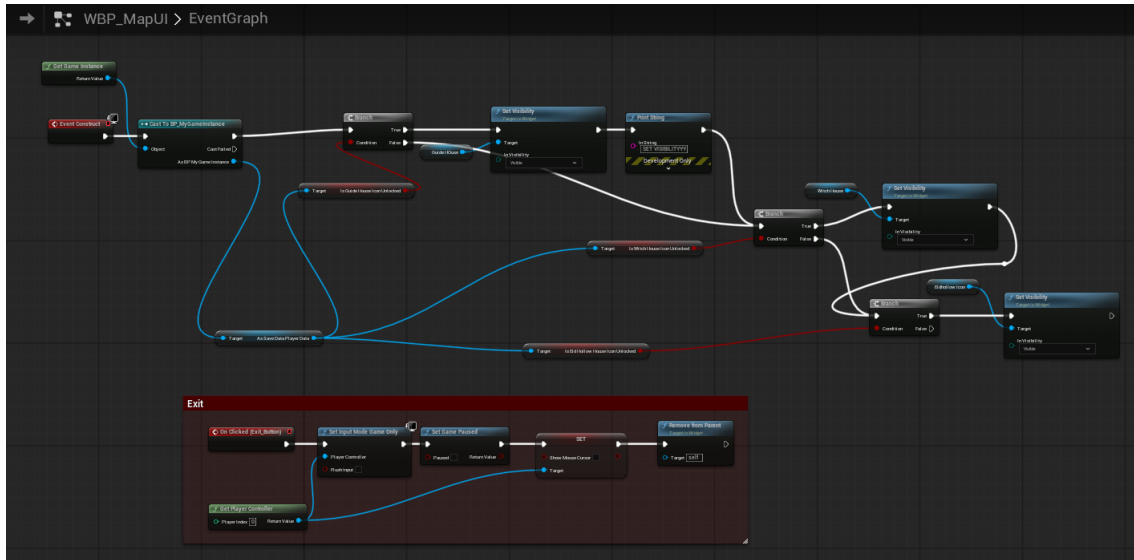 WBP_MapUI > EventGraph
Get Game Instance
Return Value
Event Construct
Cast To BP_MyGameInstance
Object
Cast Failed
As BP My Game Instance
Branch
True
Condition
False
Guide House
Set Visibility
Target is Widget
Target
In Visibility
Visible
Print String
In String
SET VISIBILITYYY
Development Only
Target
Is Guide House Icon Unlocked
Target
Is Witch House Icon Unlocked
Branch
True
Condition
False
Witch House
Set Visibility
Target is Widget
Target
In Visibility
Visible
Target
As Save Data Player Data
Target
Is Eid Hollow House Icon Unlocked
Branch
True
Condition
False
Set Visibility
Target is Widget
Target
In Visibility
Visible
Exit
On Clicked (Exit_Button)
Set Input Mode Game Only
Player Controller
Flush Input
Set Game Paused
Paused
Return Value
SET
Show Mouse Cursor
Target
Remove from Parent
Target is Widget
Target
self
Get Player Controller
Player Index
0
Return Value